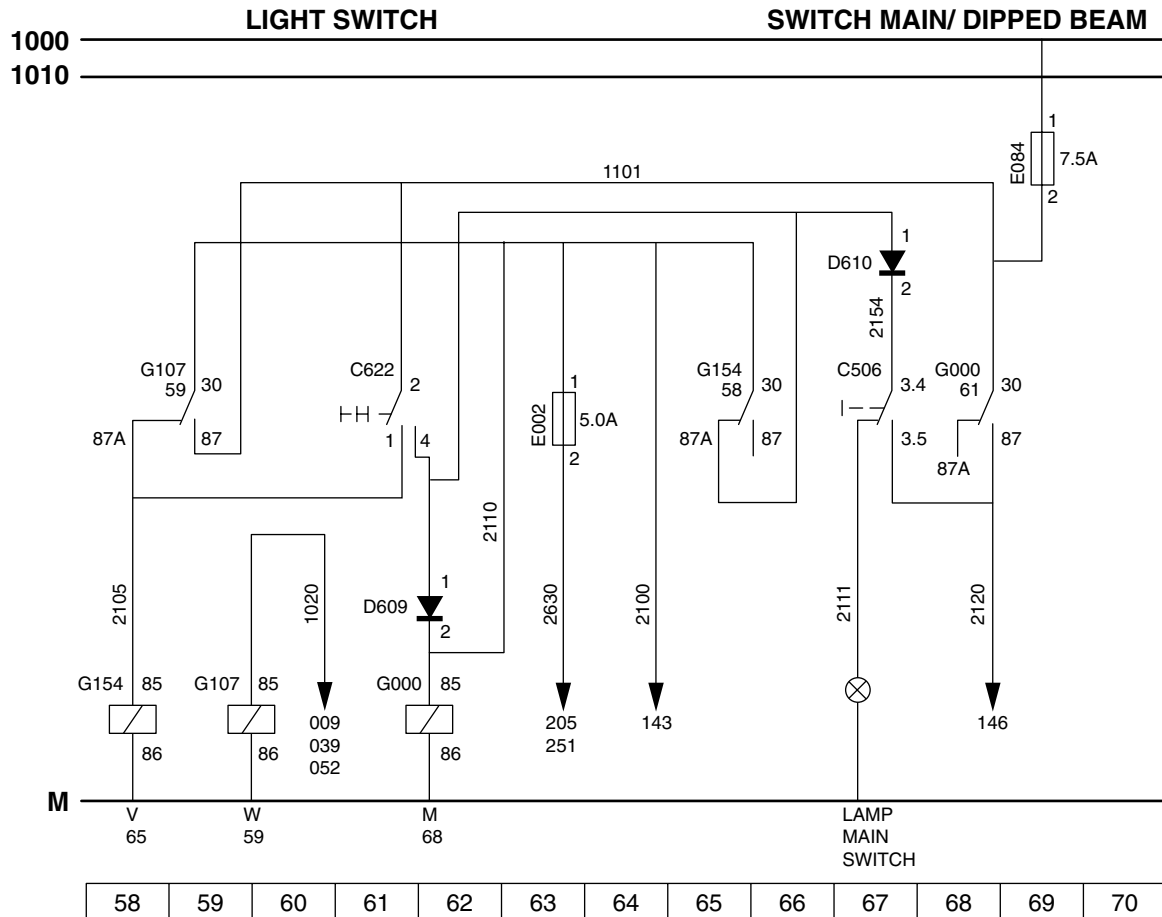 LIGHT SWITCH
SWITCH MAIN/ DIPPED BEAM
1000
1010
1
E084
7.5A
2
1101
1
D610
2
2154
G107
59
30
87A
87
C622
2
1
4
1
E002
5.0A
2
G154
58
30
87A
87
C506
3.4
3.5
G000
61
30
87A
87
2105
1020
1
D609
2
2110
2630
2100
2111
2120
G154
85
86
G107
85
86
009
039
052
G000
85
86
205
251
143
146
M
V
65
W
59
M
68
LAMP
MAIN
SWITCH
58 59 60 61 62 63 64 65 66 67 68 69 70